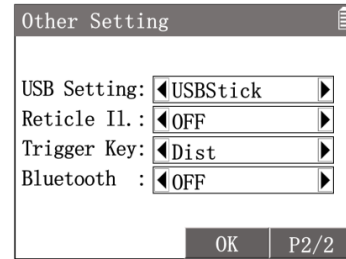 Other Setting
USB Setting: USBStick
Reticle Il.: OFF
Trigger Key: Dist
Bluetooth : OFF
OK P2/2